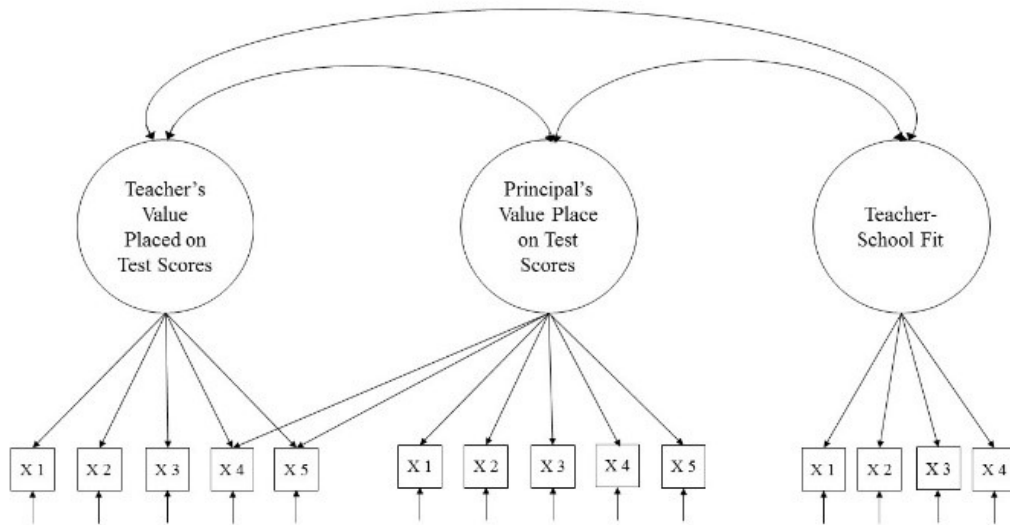 Teacher's
Value
Placed on
Test Scores
Principal's
Value Place
on Test
Scores
Teacher-
School Fit
X 1 X 2 X 3 X 4 X 5
X 1 X 2 X 3 X 4 X 5
X 1 X 2 X 3 X 4